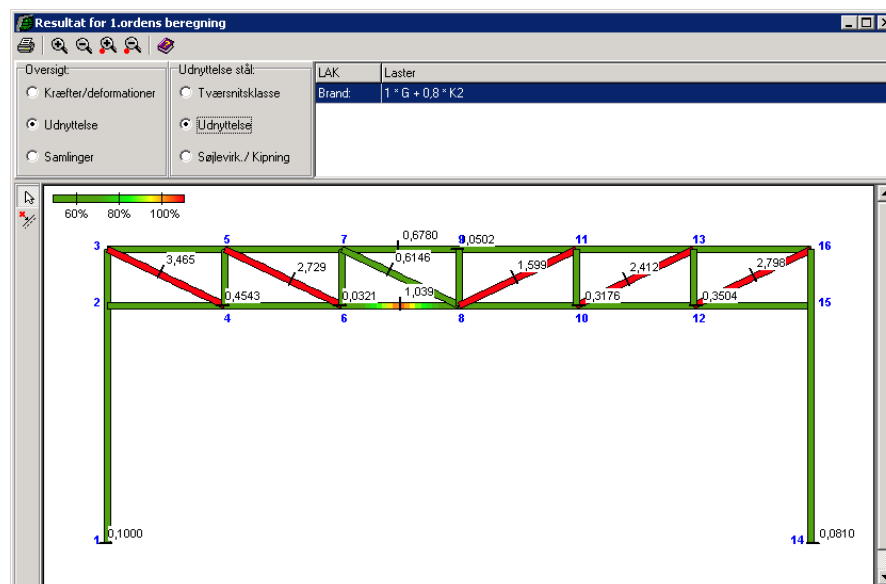 Resultat for 1.ordens beregning
Oversigt:
Kræfter/deformationer
Udnyttelse
Samlinger
Udnyttelse stål:
Tværsnitsklasse
Udnyttelse
Søjlevirk./ Kipning
LAK Laster
Brand: 1 * G + 0,8 * K2
60% 80% 100%
3 5 7 0,6780 9 0,0502 11 13 16
3,465 2,729 0,6146 1,599 2,412 2,798
2 0,4543 0,0321 1,039 0,3176 0,3504 15
4 6 8 10 12
1 0,1000 14 0,0810